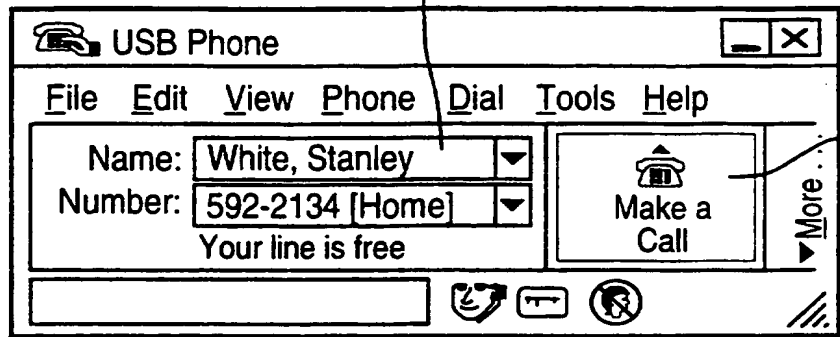 USB Phone
File Edit View Phone Dial Tools Help
Name: White, Stanley
Number: 592-2134 [Home]
Your line is free
Make a
Call
More...